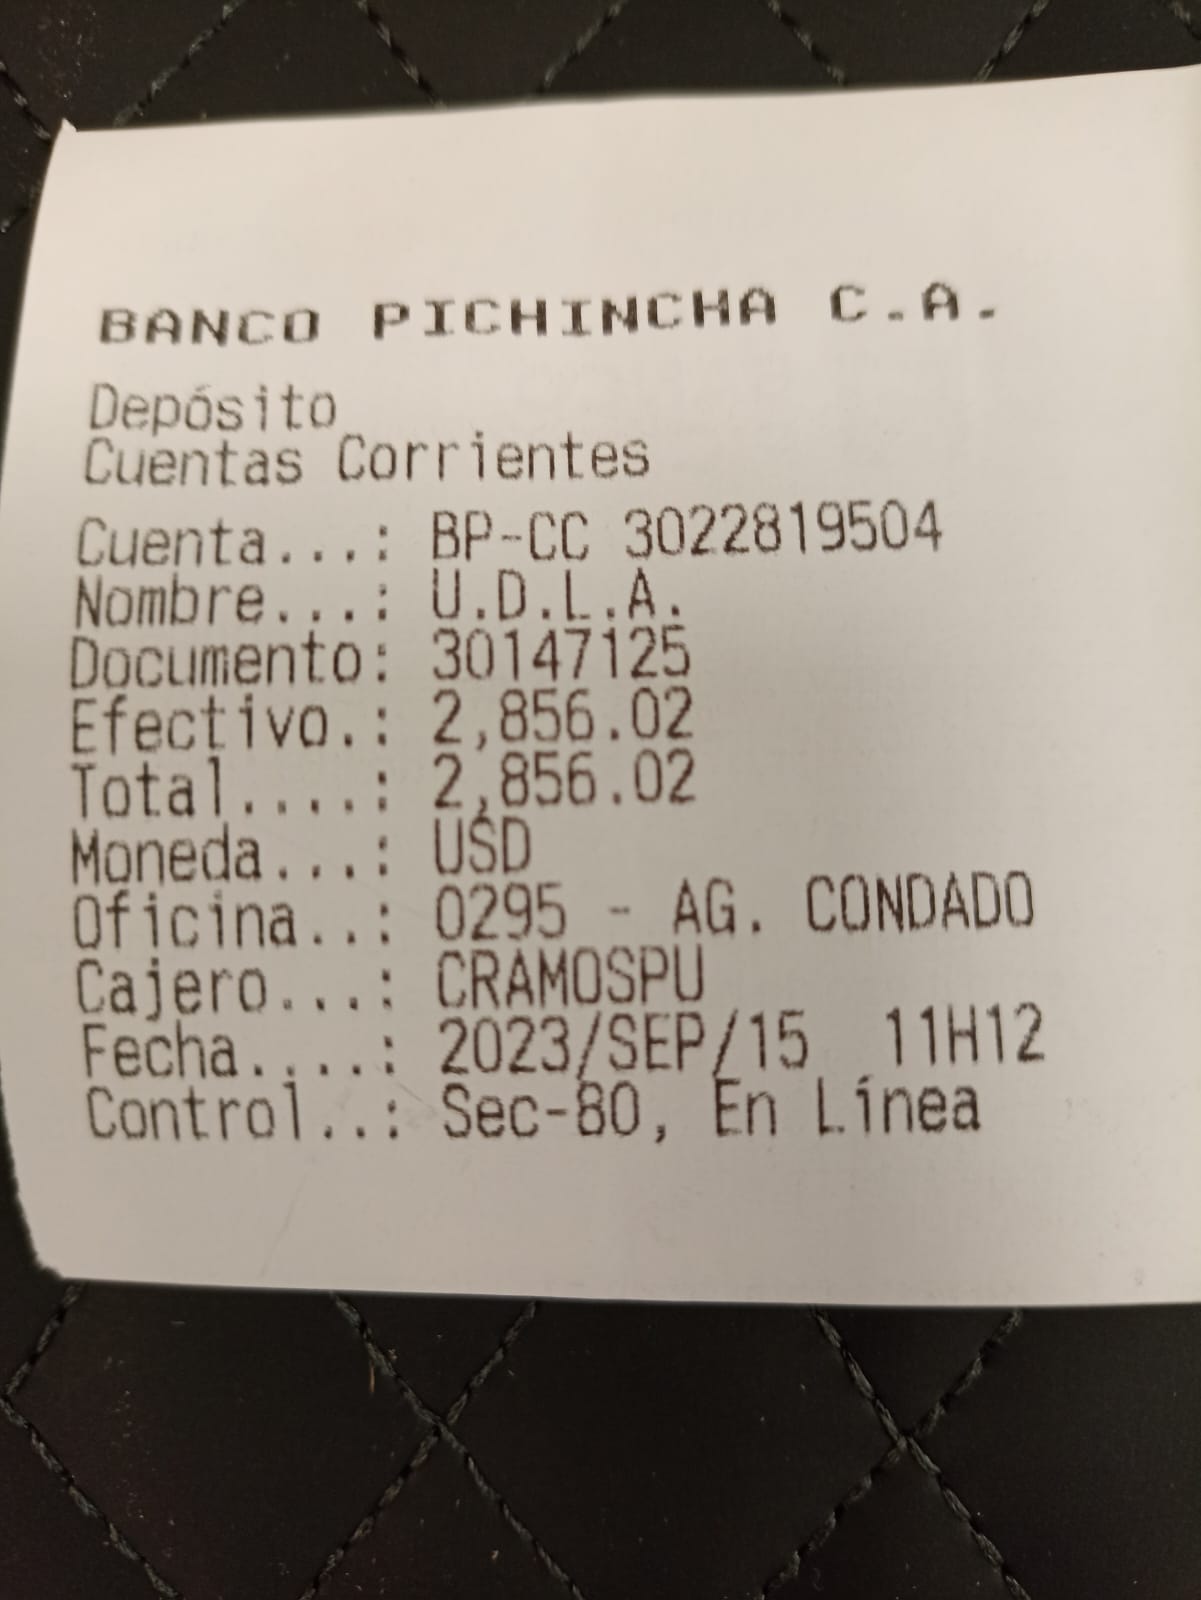 BANCO PICHINCHA C.A.
Depósito
Cuentas Corrientes
Cuenta...: BP-CC 3022819504
Nombre...: U.D.L.A.
Documento: 30147125
Efectivo.: 2,856.02
Total....: 2,856.02
Moneda...: USD
Oficina..: 0295 - AG. CONDADO
Cajero...: CRAMOSPU
Fecha....: 2023/SEP/15 11H12
Control..: Sec-80, En Línea